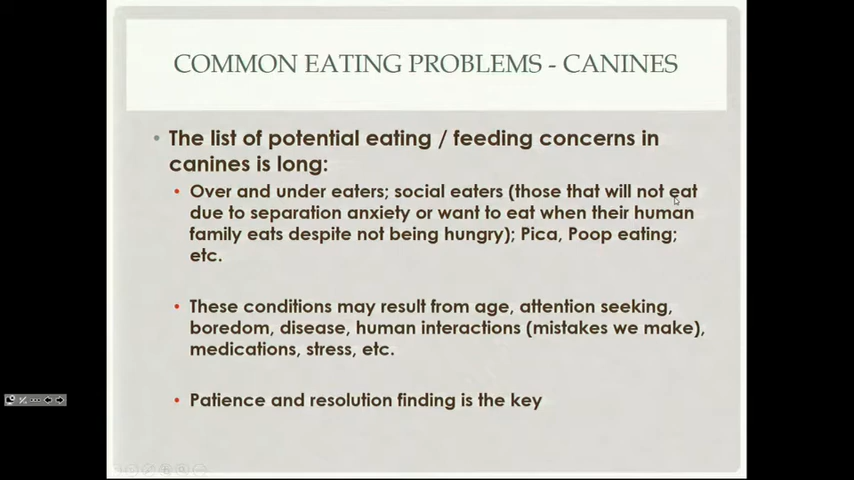 COMMON EATING PROBLEMS - CANINES
• The list of potential eating / feeding concerns in
canines is long:
• Over and under eaters; social eaters (those that will not eat
due to separation anxiety or want to eat when their human
family eats despite not being hungry); Pica, Poop eating;
etc.
• These conditions may result from age, attention seeking,
boredom, disease, human interactions (mistakes we make),
medications, stress, etc.
• Patience and resolution finding is the key